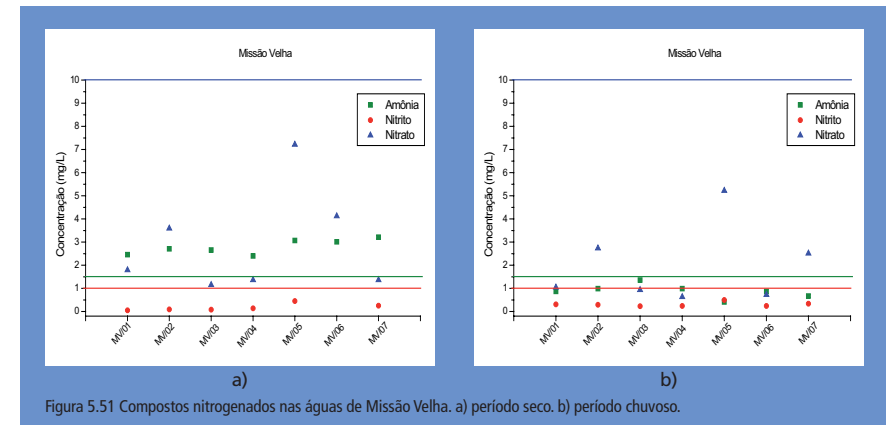 Missão Velha
10
9
8
7
6
5
4
3
2
1
0
Concentração (mg/L)
Amônia
Nitrito
Nitrato
MV/01
MV/02
MV/03
MV/04
MV/05
MV/06
MV/07
a)
Missão Velha
10
9
8
7
6
5
4
3
2
1
0
Concentração (mg/L)
Amônia
Nitrito
Nitrato
MV/01
MV/02
MV/03
MV/04
MV/05
MV/06
MV/07
b)
Figura 5.51 Compostos nitrogenados nas águas de Missão Velha. a) período seco. b) período chuvoso.